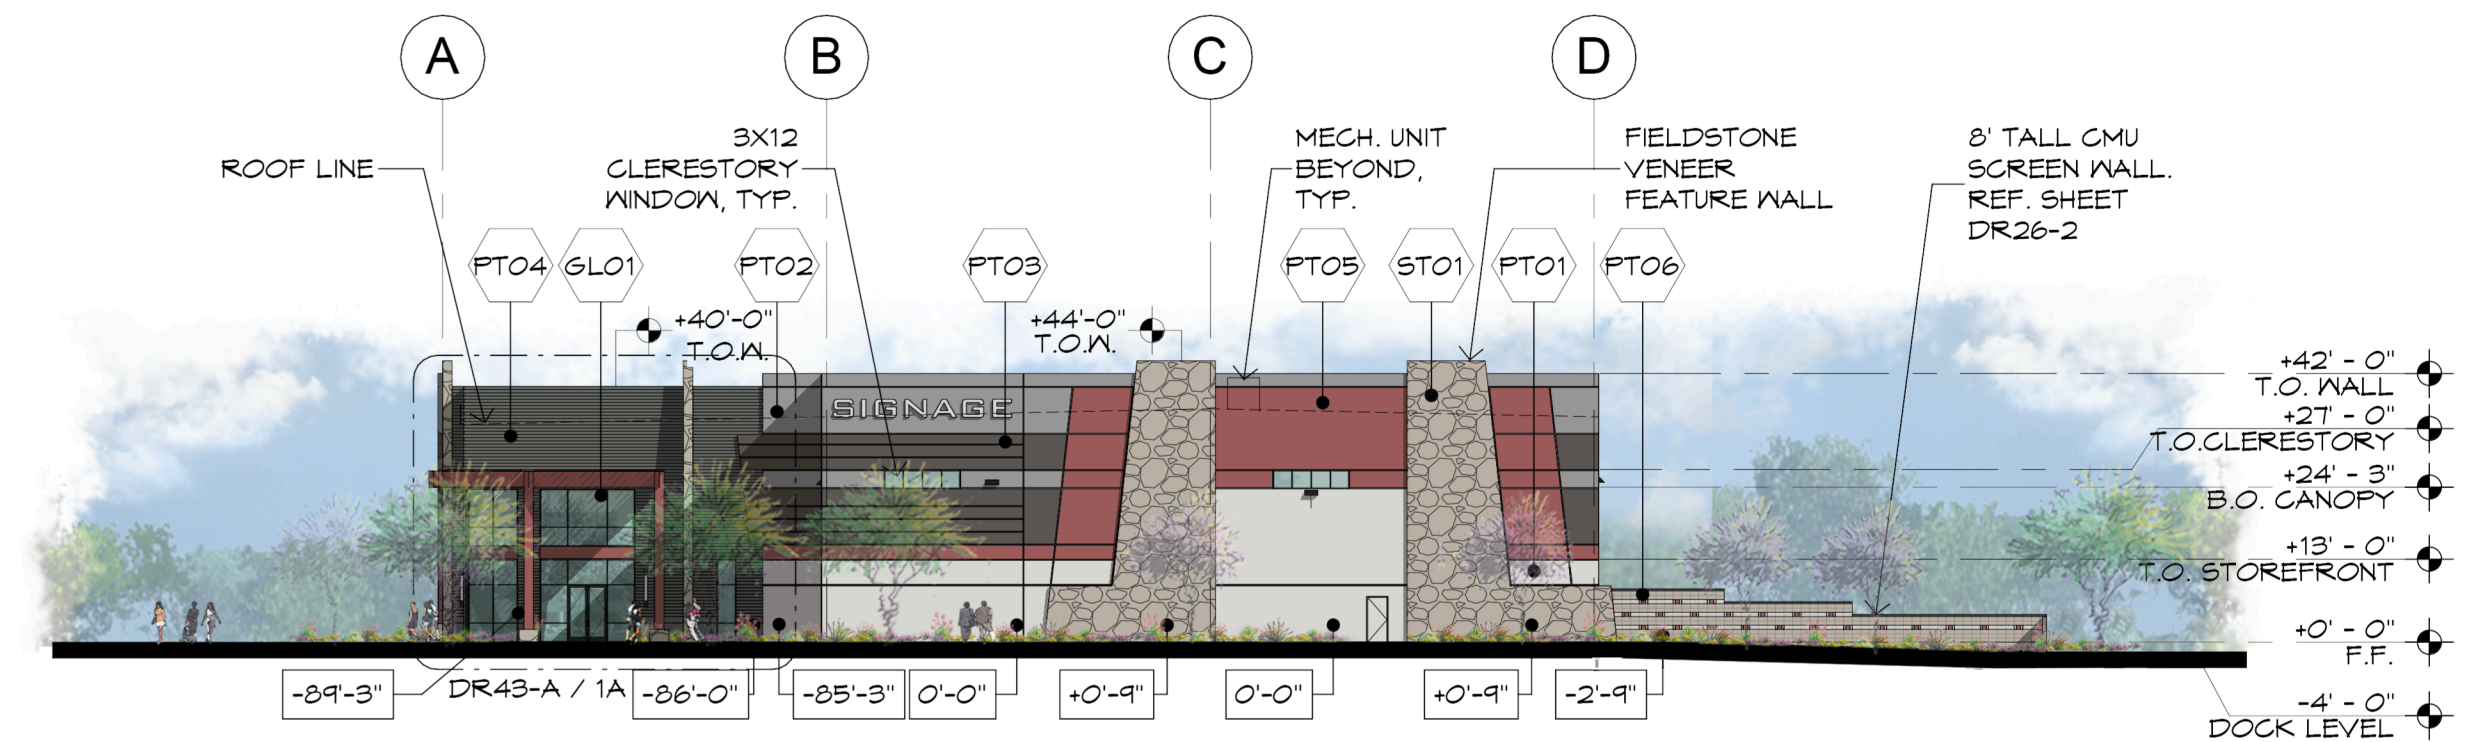 A
B
C
D
ROOF LINE
3X12
CLERESTORY
WINDOW, TYP.
MECH. UNIT
BEYOND,
TYP.
FIELDSTONE
VENEER
FEATURE WALL
8' TALL CMU
SCREEN WALL.
REF. SHEET
DR26-2
PT04
GL01
PT02
PT03
PT05
ST01
PT01
PT06
+40'-0"
T.O.W.
+44'-0"
T.O.W.
SIGNAGE
+42' - 0"
T.O. WALL
+27' - 0"
T.O.CLERESTORY
+24' - 3"
B.O. CANOPY
+13' - 0"
T.O. STOREFRONT
+0' - 0"
F.F.
-4' - 0"
DOCK LEVEL
-89'-3"
DR43-A / 1A
-86'-0"
-85'-3"
0'-0"
+0'-9"
0'-0"
+0'-9"
-2'-9"